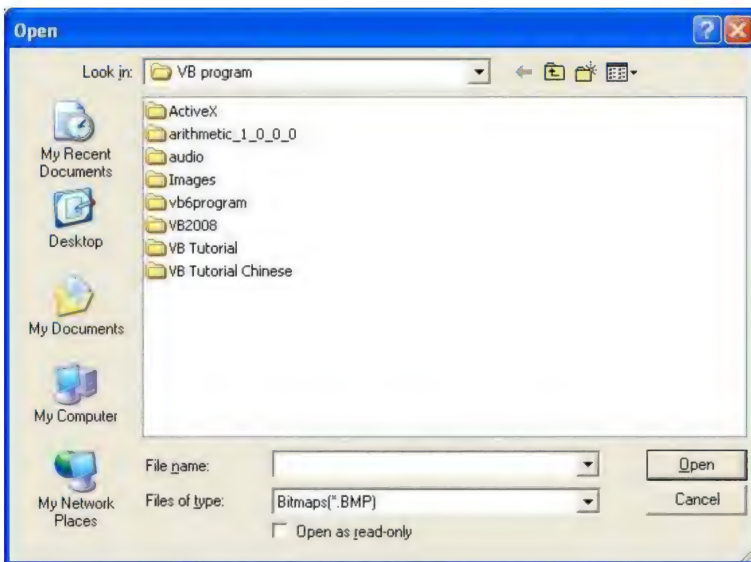 Open
Look in: VB program
My Recent
Documents
Desktop
My Documents
My Computer
My Network
Places
ActiveX
arithmetic_1_0_0_0
audio
Images
vb6program
VB2008
VB Tutorial
VB Tutorial Chinese
File name:
Open
Files of type: Bitmaps(*.BMP)
Cancel
Open as read-only